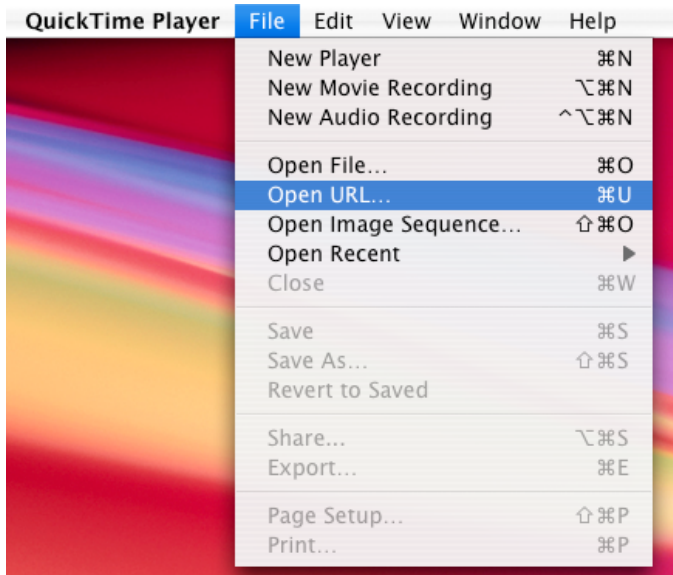 QuickTime Player File Edit View Window Help
New Player ⌘N
New Movie Recording ⌥⌘N
New Audio Recording ^⌥⌘N
Open File... ⌘O
Open URL... ⌘U
Open Image Sequence... ⇧⌘O
Open Recent ▶
Close ⌘W
Save ⌘S
Save As... ⇧⌘S
Revert to Saved
Share... ⌥⌘S
Export... ⌘E
Page Setup... ⇧⌘P
Print... ⌘P